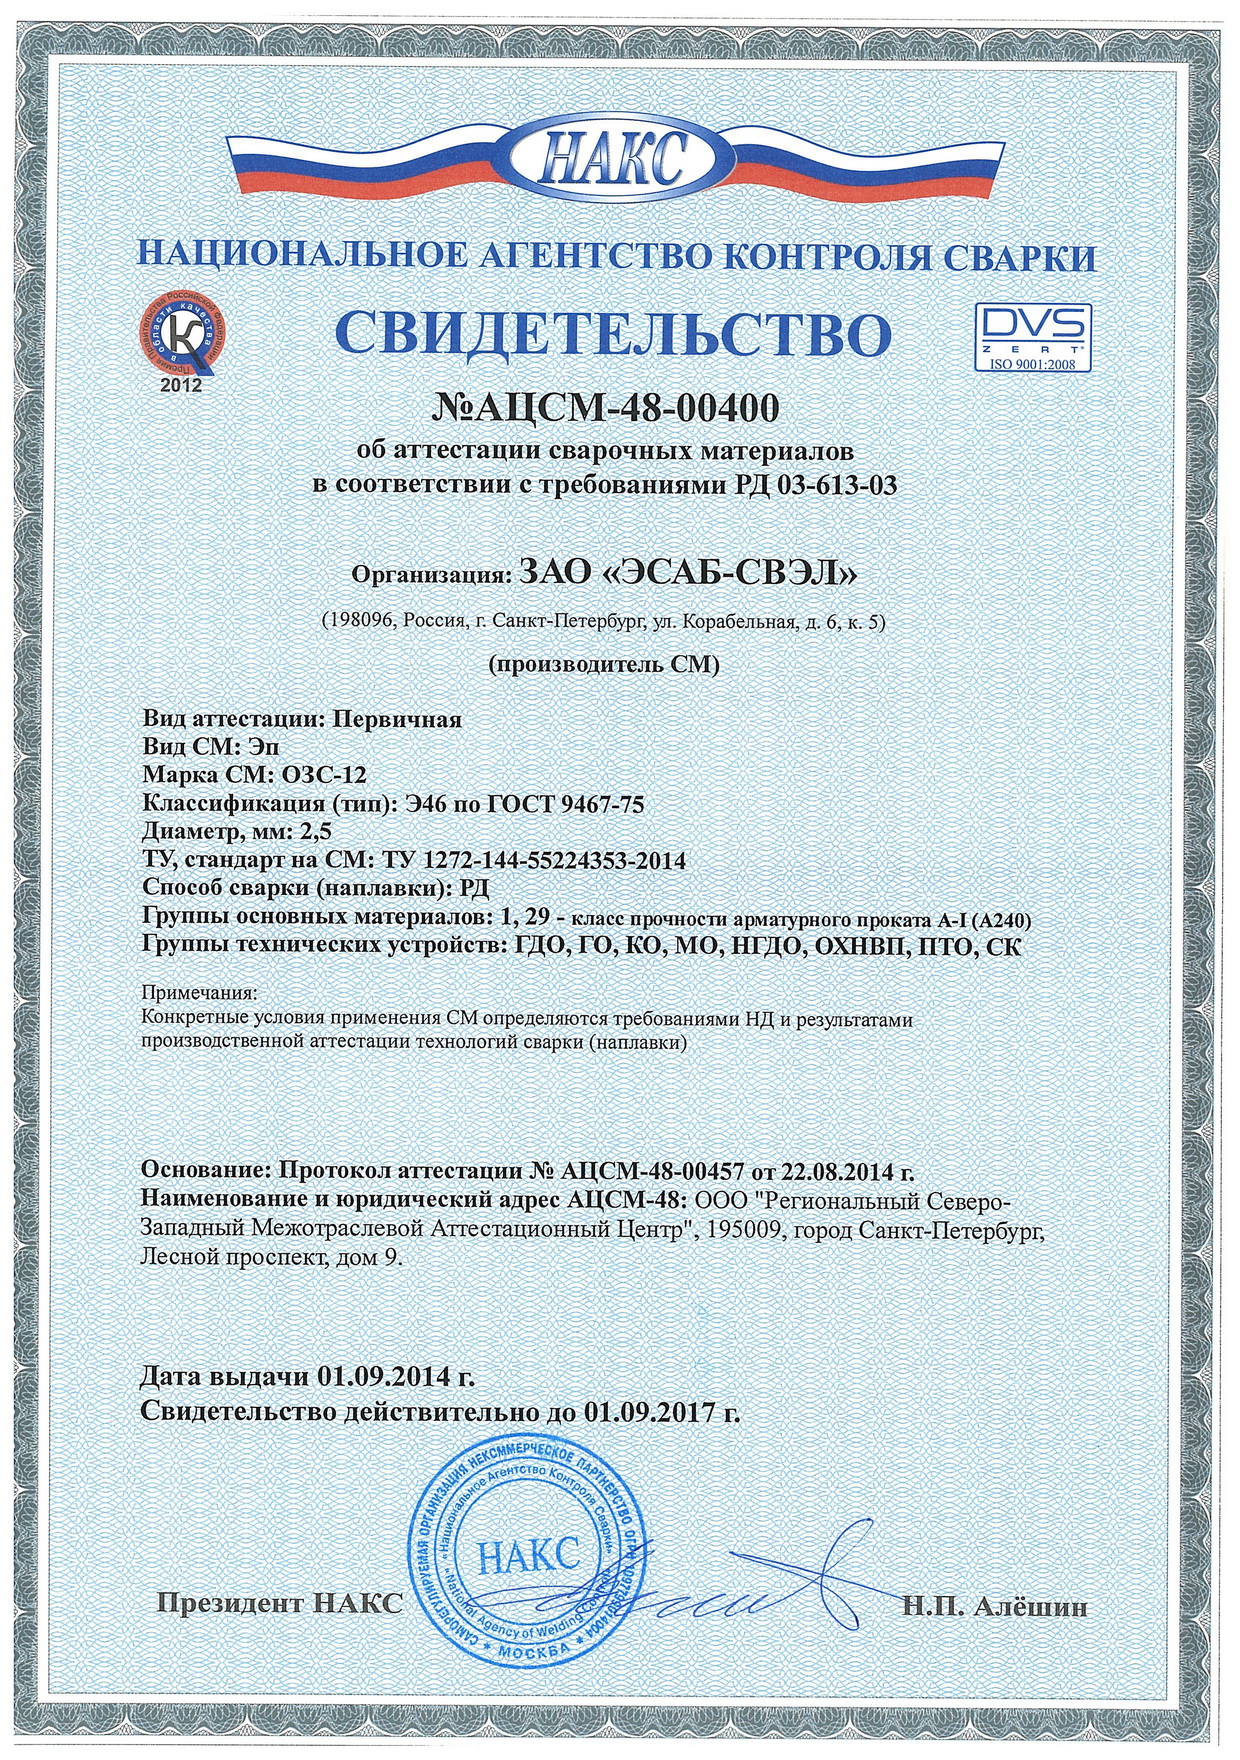 НАКС
НАЦИОНАЛЬНОЕ АГЕНТСТВО КОНТРОЛЯ СВАРКИ
Премия Правительства Российской Федерации
в области качества
2012
СВИДЕТЕЛЬСТВО
DVS
ZERT
ISO 9001:2008
№АЦСМ-48-00400
об аттестации сварочных материалов
в соответствии с требованиями РД 03-613-03
Организация: ЗАО «ЭСАБ-СВЭЛ»
(198096, Россия, г. Санкт-Петербург, ул. Корабельная, д. 6, к. 5)
(производитель СМ)
Вид аттестации: Первичная
Вид СМ: Эп
Марка СМ: ОЗС-12
Классификация (тип): Э46 по ГОСТ 9467-75
Диаметр, мм: 2,5
ТУ, стандарт на СМ: ТУ 1272-144-55224353-2014
Способ сварки (наплавки): РД
Группы основных материалов: 1, 29 - класс прочности арматурного проката А-I (А240)
Группы технических устройств: ГДО, ГО, КО, МО, НГДО, ОХНВП, ПТО, СК
Примечания:
Конкретные условия применения СМ определяются требованиями НД и результатами
производственной аттестации технологий сварки (наплавки)
Основание: Протокол аттестации № АЦСМ-48-00457 от 22.08.2014 г.
Наименование и юридический адрес АЦСМ-48: ООО "Региональный Северо-
Западный Межотраслевой Аттестационный Центр", 195009, город Санкт-Петербург,
Лесной проспект, дом 9.
Дата выдачи 01.09.2014 г.
Свидетельство действительно до 01.09.2017 г.
САМОРЕГУЛИРУЕМАЯ ОРГАНИЗАЦИЯ НЕКОММЕРЧЕСКОЕ ПАРТНЕРСТВО ОГРН
«Национальное Агентство Контроля Сварки»
«National Agency of Welding Control»
НАКС
* МОСКВА *
Президент НАКС
Н.П. Алёшин